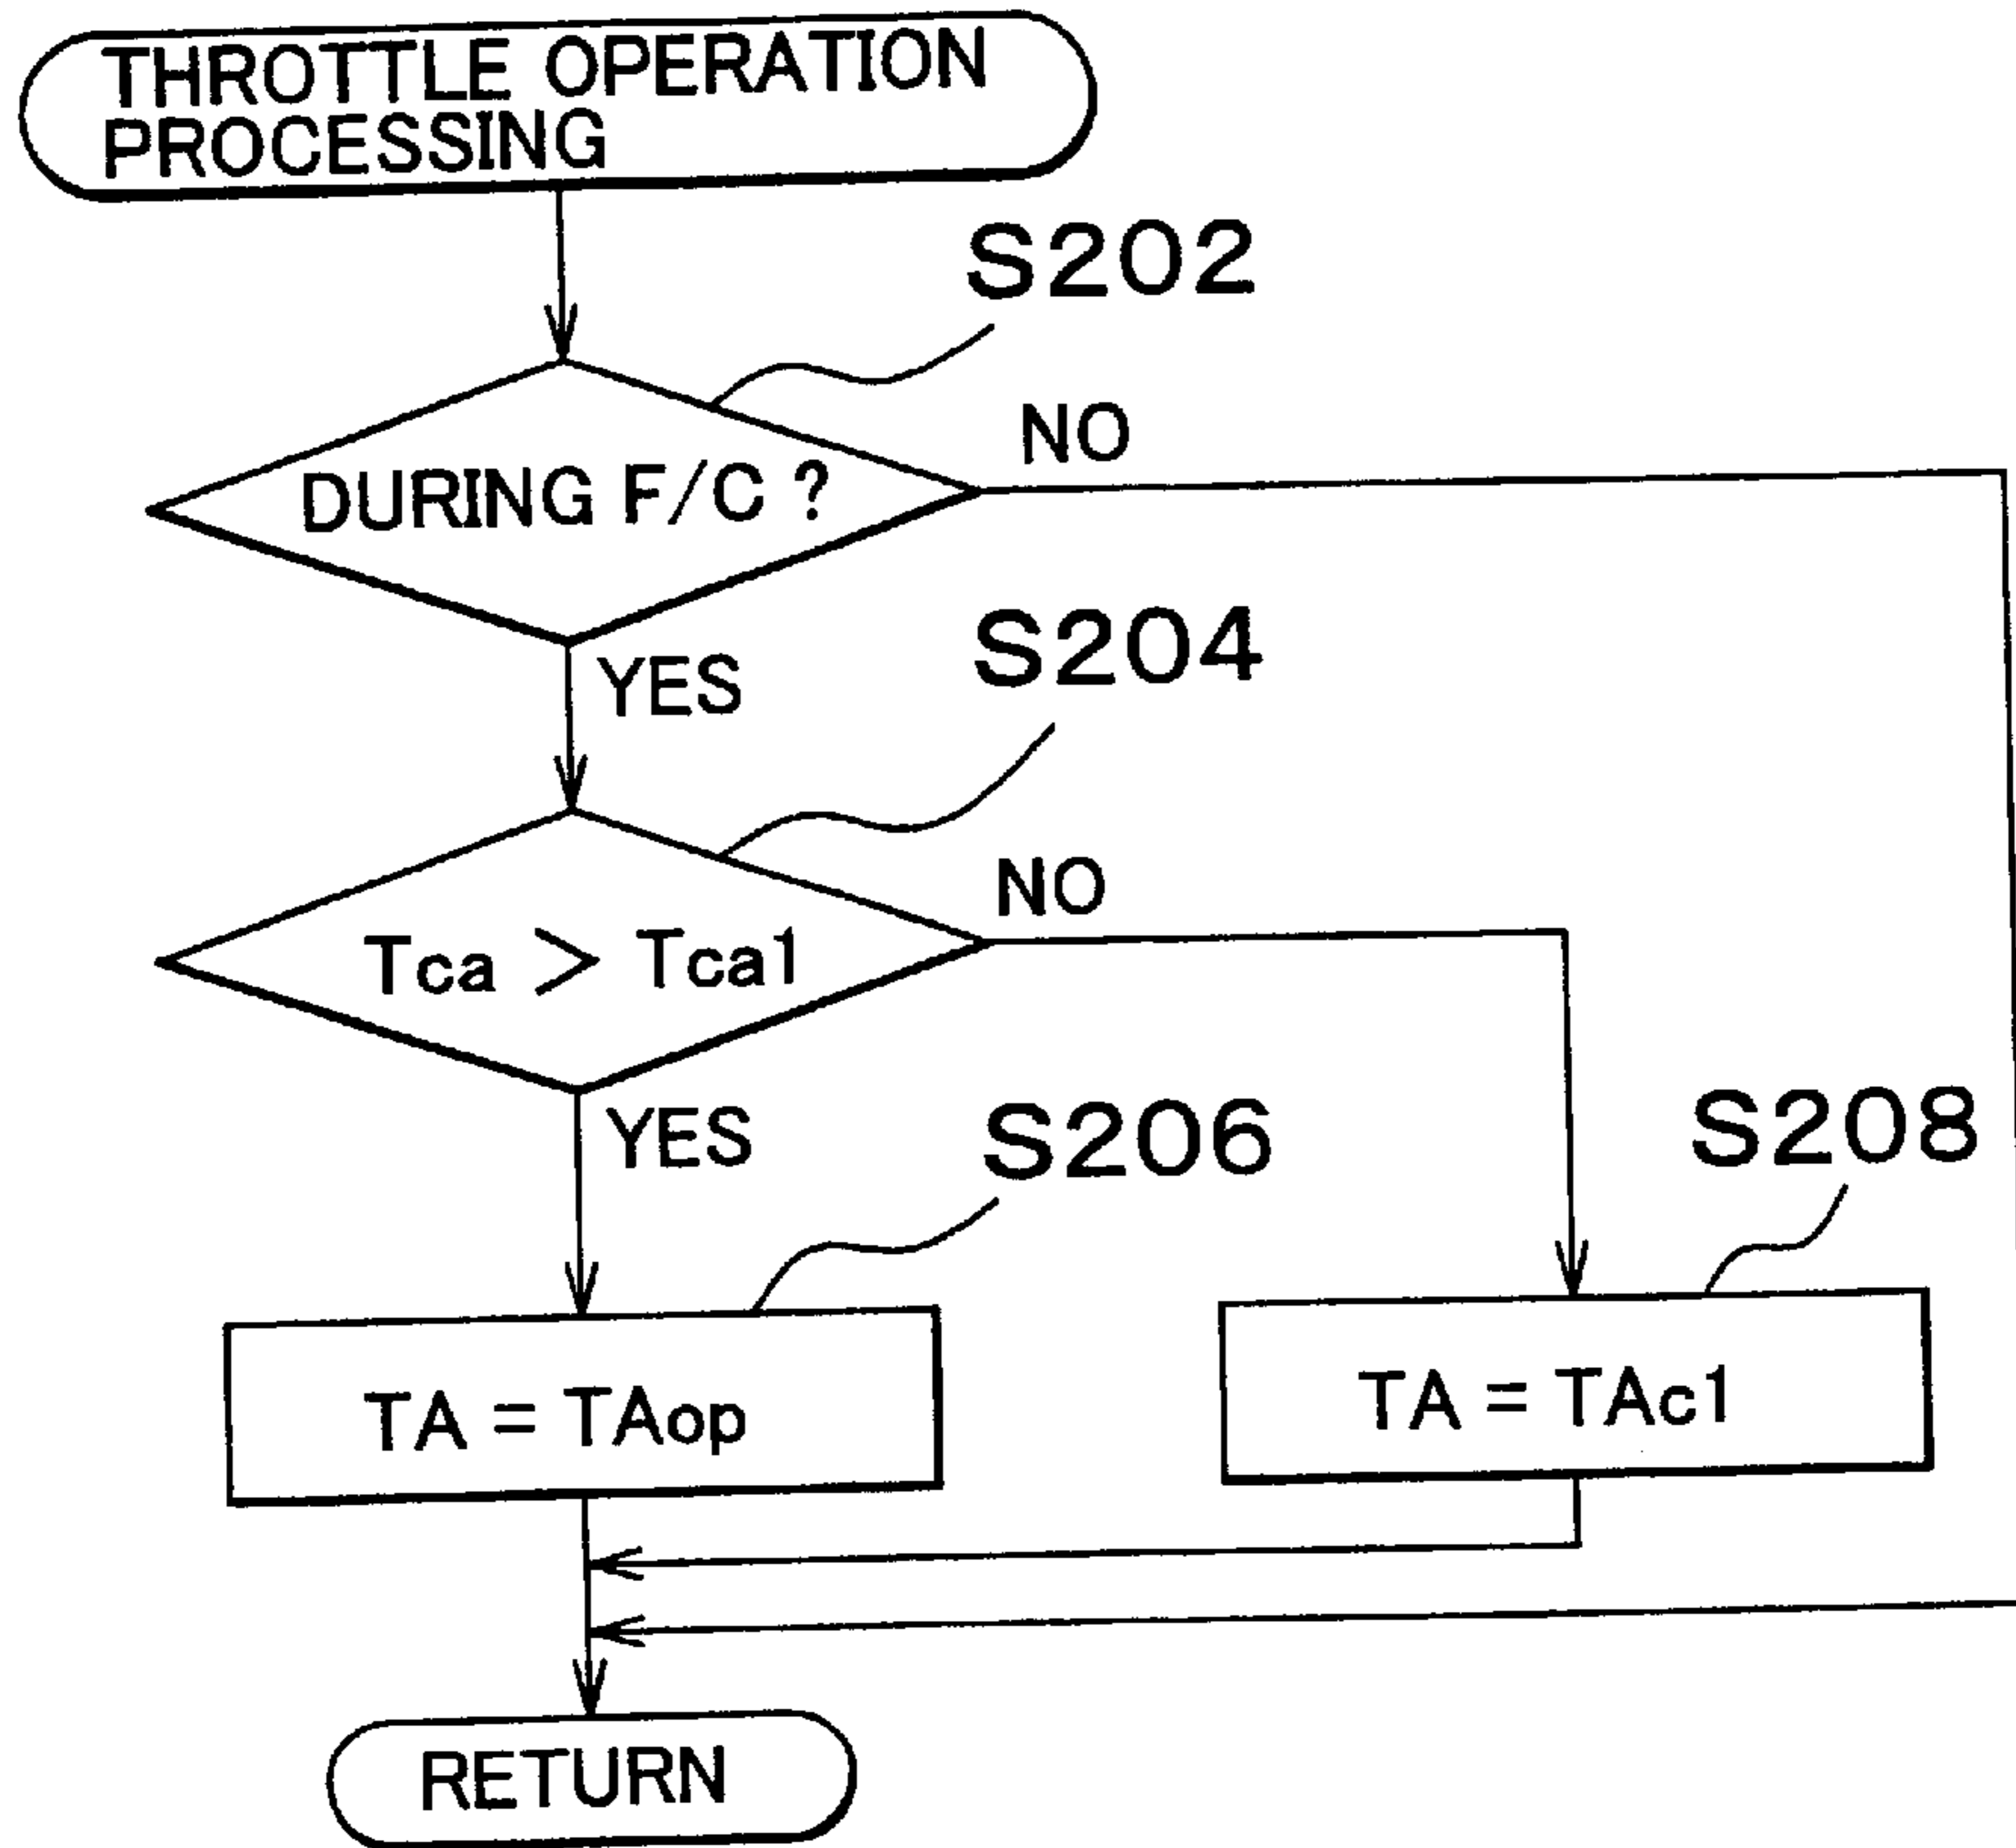 THROTTLE OPERATION
PROCESSING
S202
DURING F/C ?
NO
YES
S204
Tca > Tca1
NO
YES
S206
S208
TA = TAop
TA = TAc1
RETURN